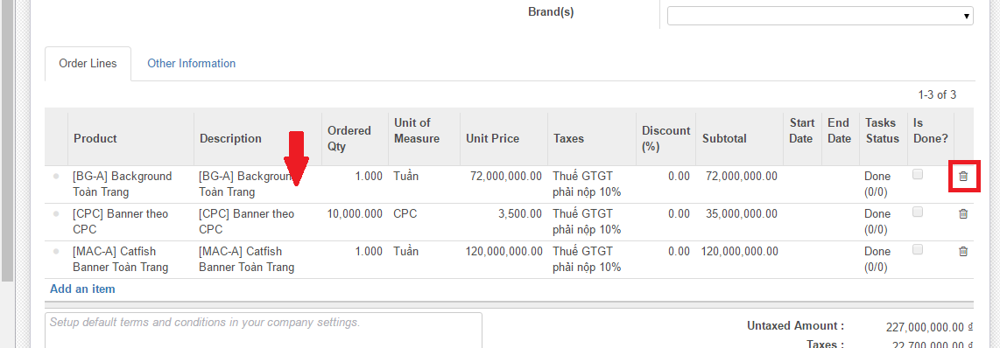 Brand(s)
Order Lines Other Information
1-3 of 3
Product Description Ordered Qty Unit of Measure Unit Price Taxes Discount (%) Subtotal Start Date End Date Tasks Status Is Done?
[BG-A] Background [BG-A] Background 1.000 Tuần 72,000,000.00 Thuế GTGT 0.00 72,000,000.00 Done
Toàn Trang Toàn Trang phải nộp 10% (0/0)
[CPC] Banner theo [CPC] Banner theo 10,000.000 CPC 3,500.00 Thuế GTGT 0.00 35,000,000.00 Done
CPC CPC phải nộp 10% (0/0)
[MAC-A] Catfish [MAC-A] Catfish 1.000 Tuần 120,000,000.00 Thuế GTGT 0.00 120,000,000.00 Done
Banner Toàn Trang Banner Toàn Trang phải nộp 10% (0/0)
Add an item
Setup default terms and conditions in your company settings.
Untaxed Amount : 227,000,000.00 ₫
Taxes : 22,700,000.00 ₫